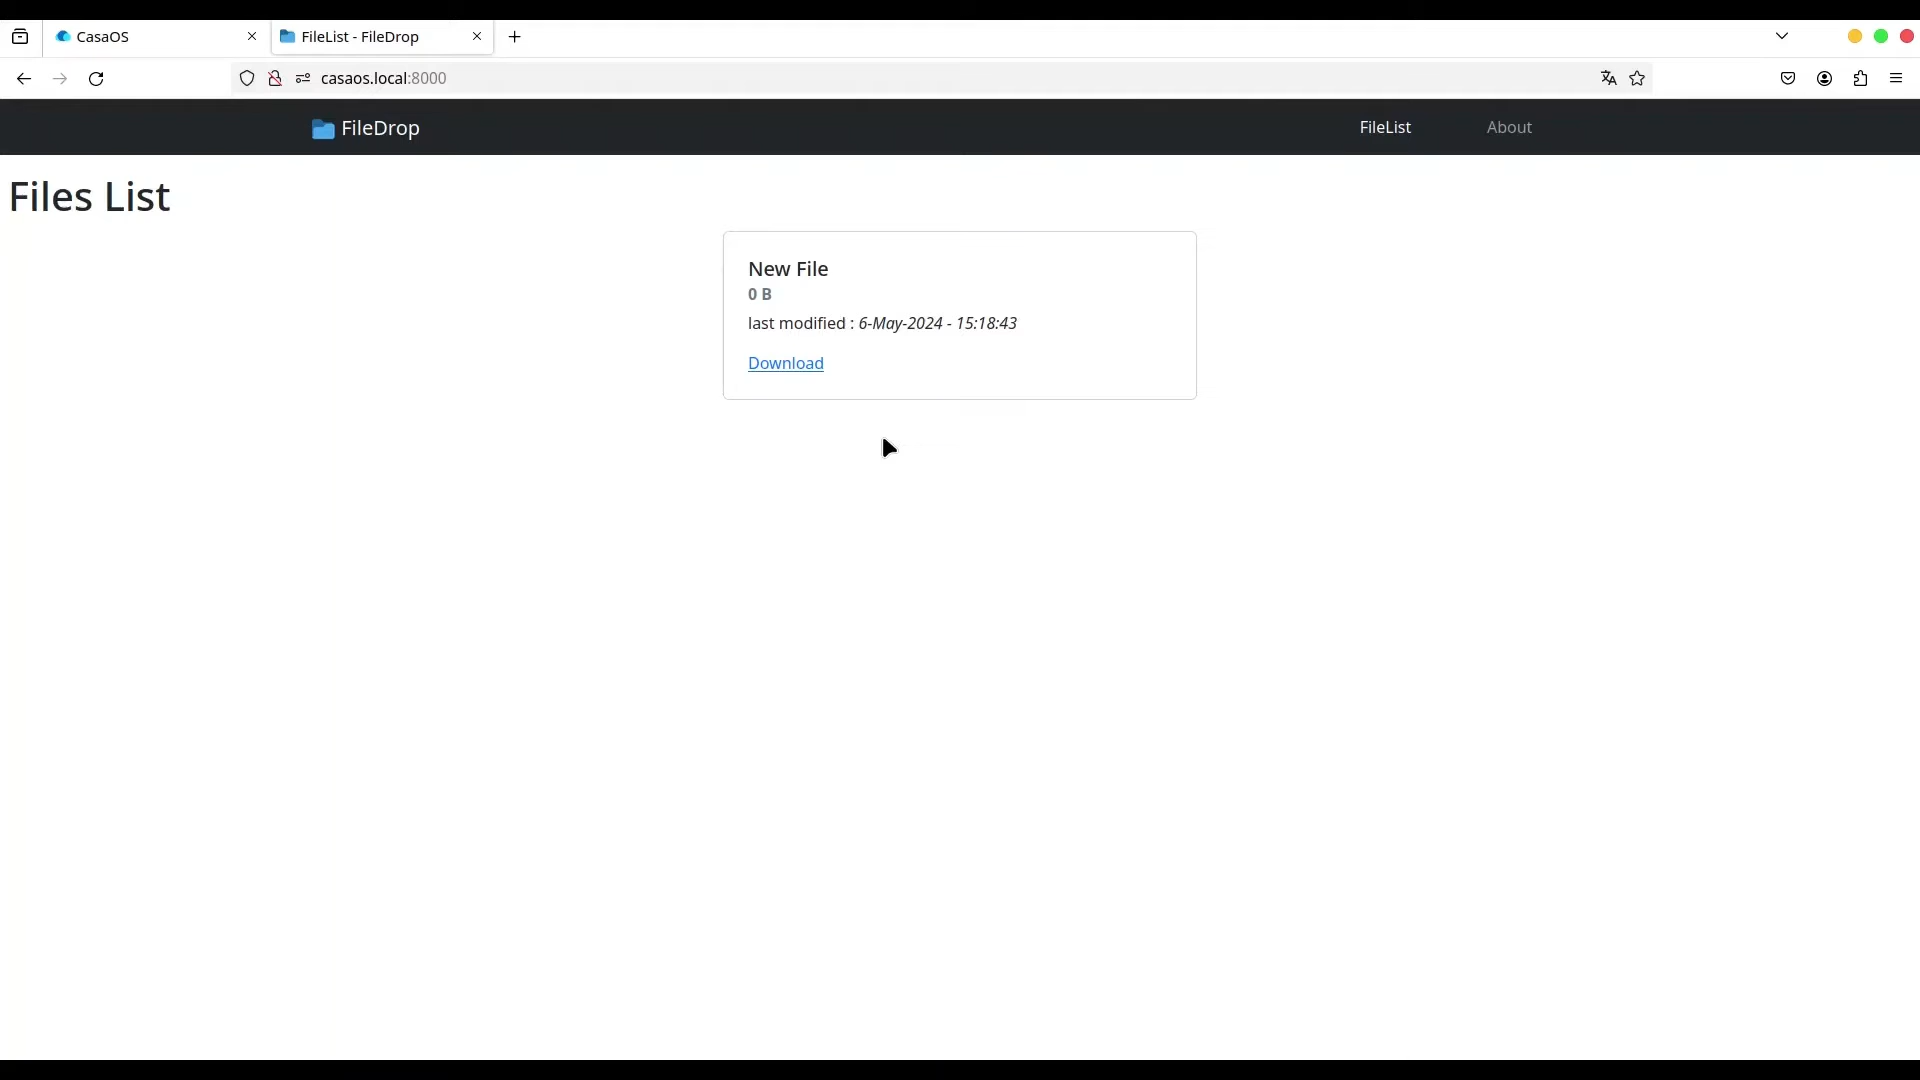 CasaOS
FileList - FileDrop
casaos.local:8000
FileDrop
FileList
About
Files List
New File
0 B
last modified : 6-May-2024 - 15:18:43
Download